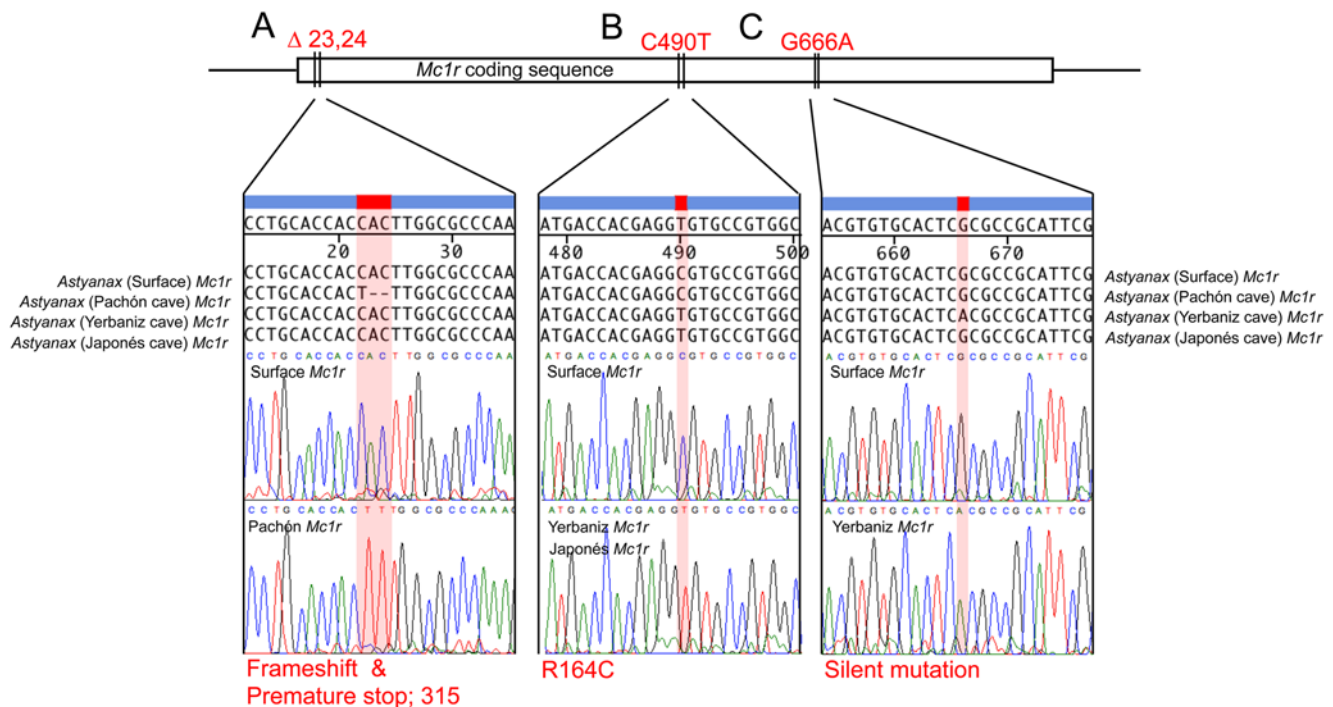 A
B
C
Δ 23,24
C490T
G666A
Mc1r coding sequence
CCTGCACCACCACTTGGCGCCCAA
20 30
CCTGCACCACCACTTGGCGCCCAA
CCTGCACCACT--TTGGCGCCCAA
CCTGCACCACCACTTGGCGCCCAA
CCTGCACCACCACTTGGCGCCCAA
Astyanax (Surface) Mc1r
Astyanax (Pachón cave) Mc1r
Astyanax (Yerbaniz cave) Mc1r
Astyanax (Japonés cave) Mc1r
CCTGCACCACCACTTGGCGCCCAA
Surface Mc1r
CCTGCACCACTTTGGCGCCCAAAG
Pachón Mc1r
Frameshift &
Premature stop; 315
ATGACCACGAGGTGTGCCGTGGC
480 490 500
ATGACCACGAGGCGTGCCGTGGC
ATGACCACGAGGCGTGCCGTGGC
ATGACCACGAGGTGTGCCGTGGC
ATGACCACGAGGTGTGCCGTGGC
ATGACCACGAGGCGTGCCGTGGC
Surface Mc1r
ATGACCACGAGGTGTGCCGTGGC
Yerbaniz Mc1r
Japonés Mc1r
R164C
ACGTGTGCACTCGCGCCGCATTCG
660 670
ACGTGTGCACTCGCGCCGCATTCG
ACGTGTGCACTCGCGCCGCATTCG
ACGTGTGCACTCACGCCGCATTCG
ACGTGTGCACTCGCGCCGCATTCG
Astyanax (Surface) Mc1r
Astyanax (Pachón cave) Mc1r
Astyanax (Yerbaniz cave) Mc1r
Astyanax (Japonés cave) Mc1r
ACGTGTGCACTCGCGCCGCATTCG
Surface Mc1r
ACGTGTGCACTCACGCCGCATTCG
Yerbaniz Mc1r
Silent mutation